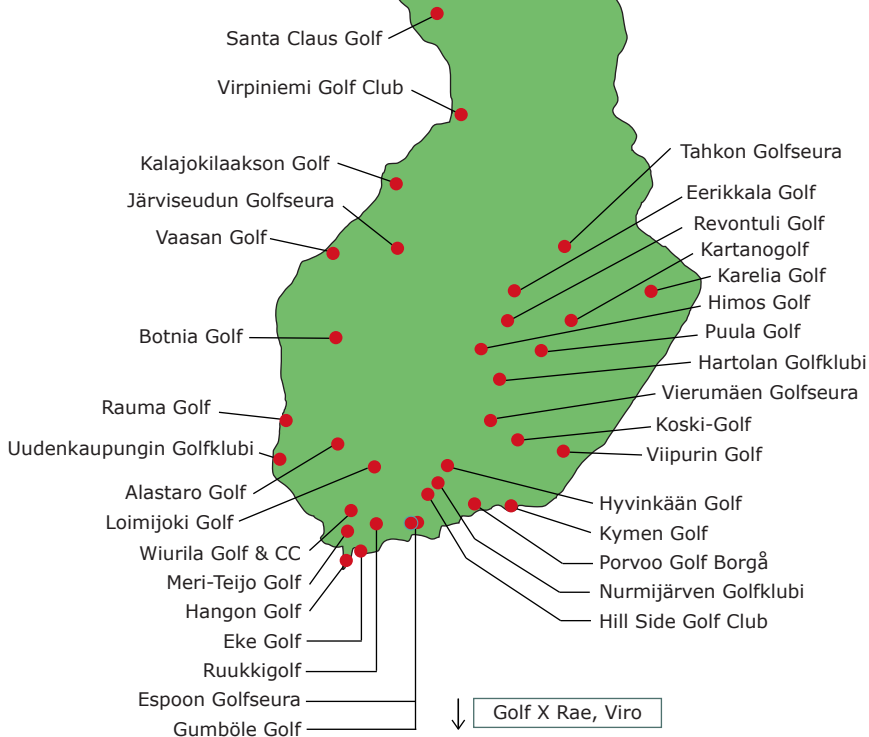 Santa Claus Golf
Virpiniemi Golf Club
Kalajokilaakson Golf
Järviseudun Golfseura
Vaasan Golf
Botnia Golf
Rauma Golf
Uudenkaupungin Golfklubi
Alastaro Golf
Loimijoki Golf
Wiurila Golf & CC
Meri-Teijo Golf
Hangon Golf
Eke Golf
Ruukkigolf
Espoon Golfseura
Gumböle Golf
Tahkon Golfseura
Eerikkala Golf
Revontuli Golf
Kartanogolf
Karelia Golf
Himos Golf
Puula Golf
Hartolan Golfklubi
Vierumäen Golfseura
Koski-Golf
Viipurin Golf
Hyvinkään Golf
Kymen Golf
Porvoo Golf Borgå
Nurmijärven Golfklubi
Hill Side Golf Club
Golf X Rae, Viro